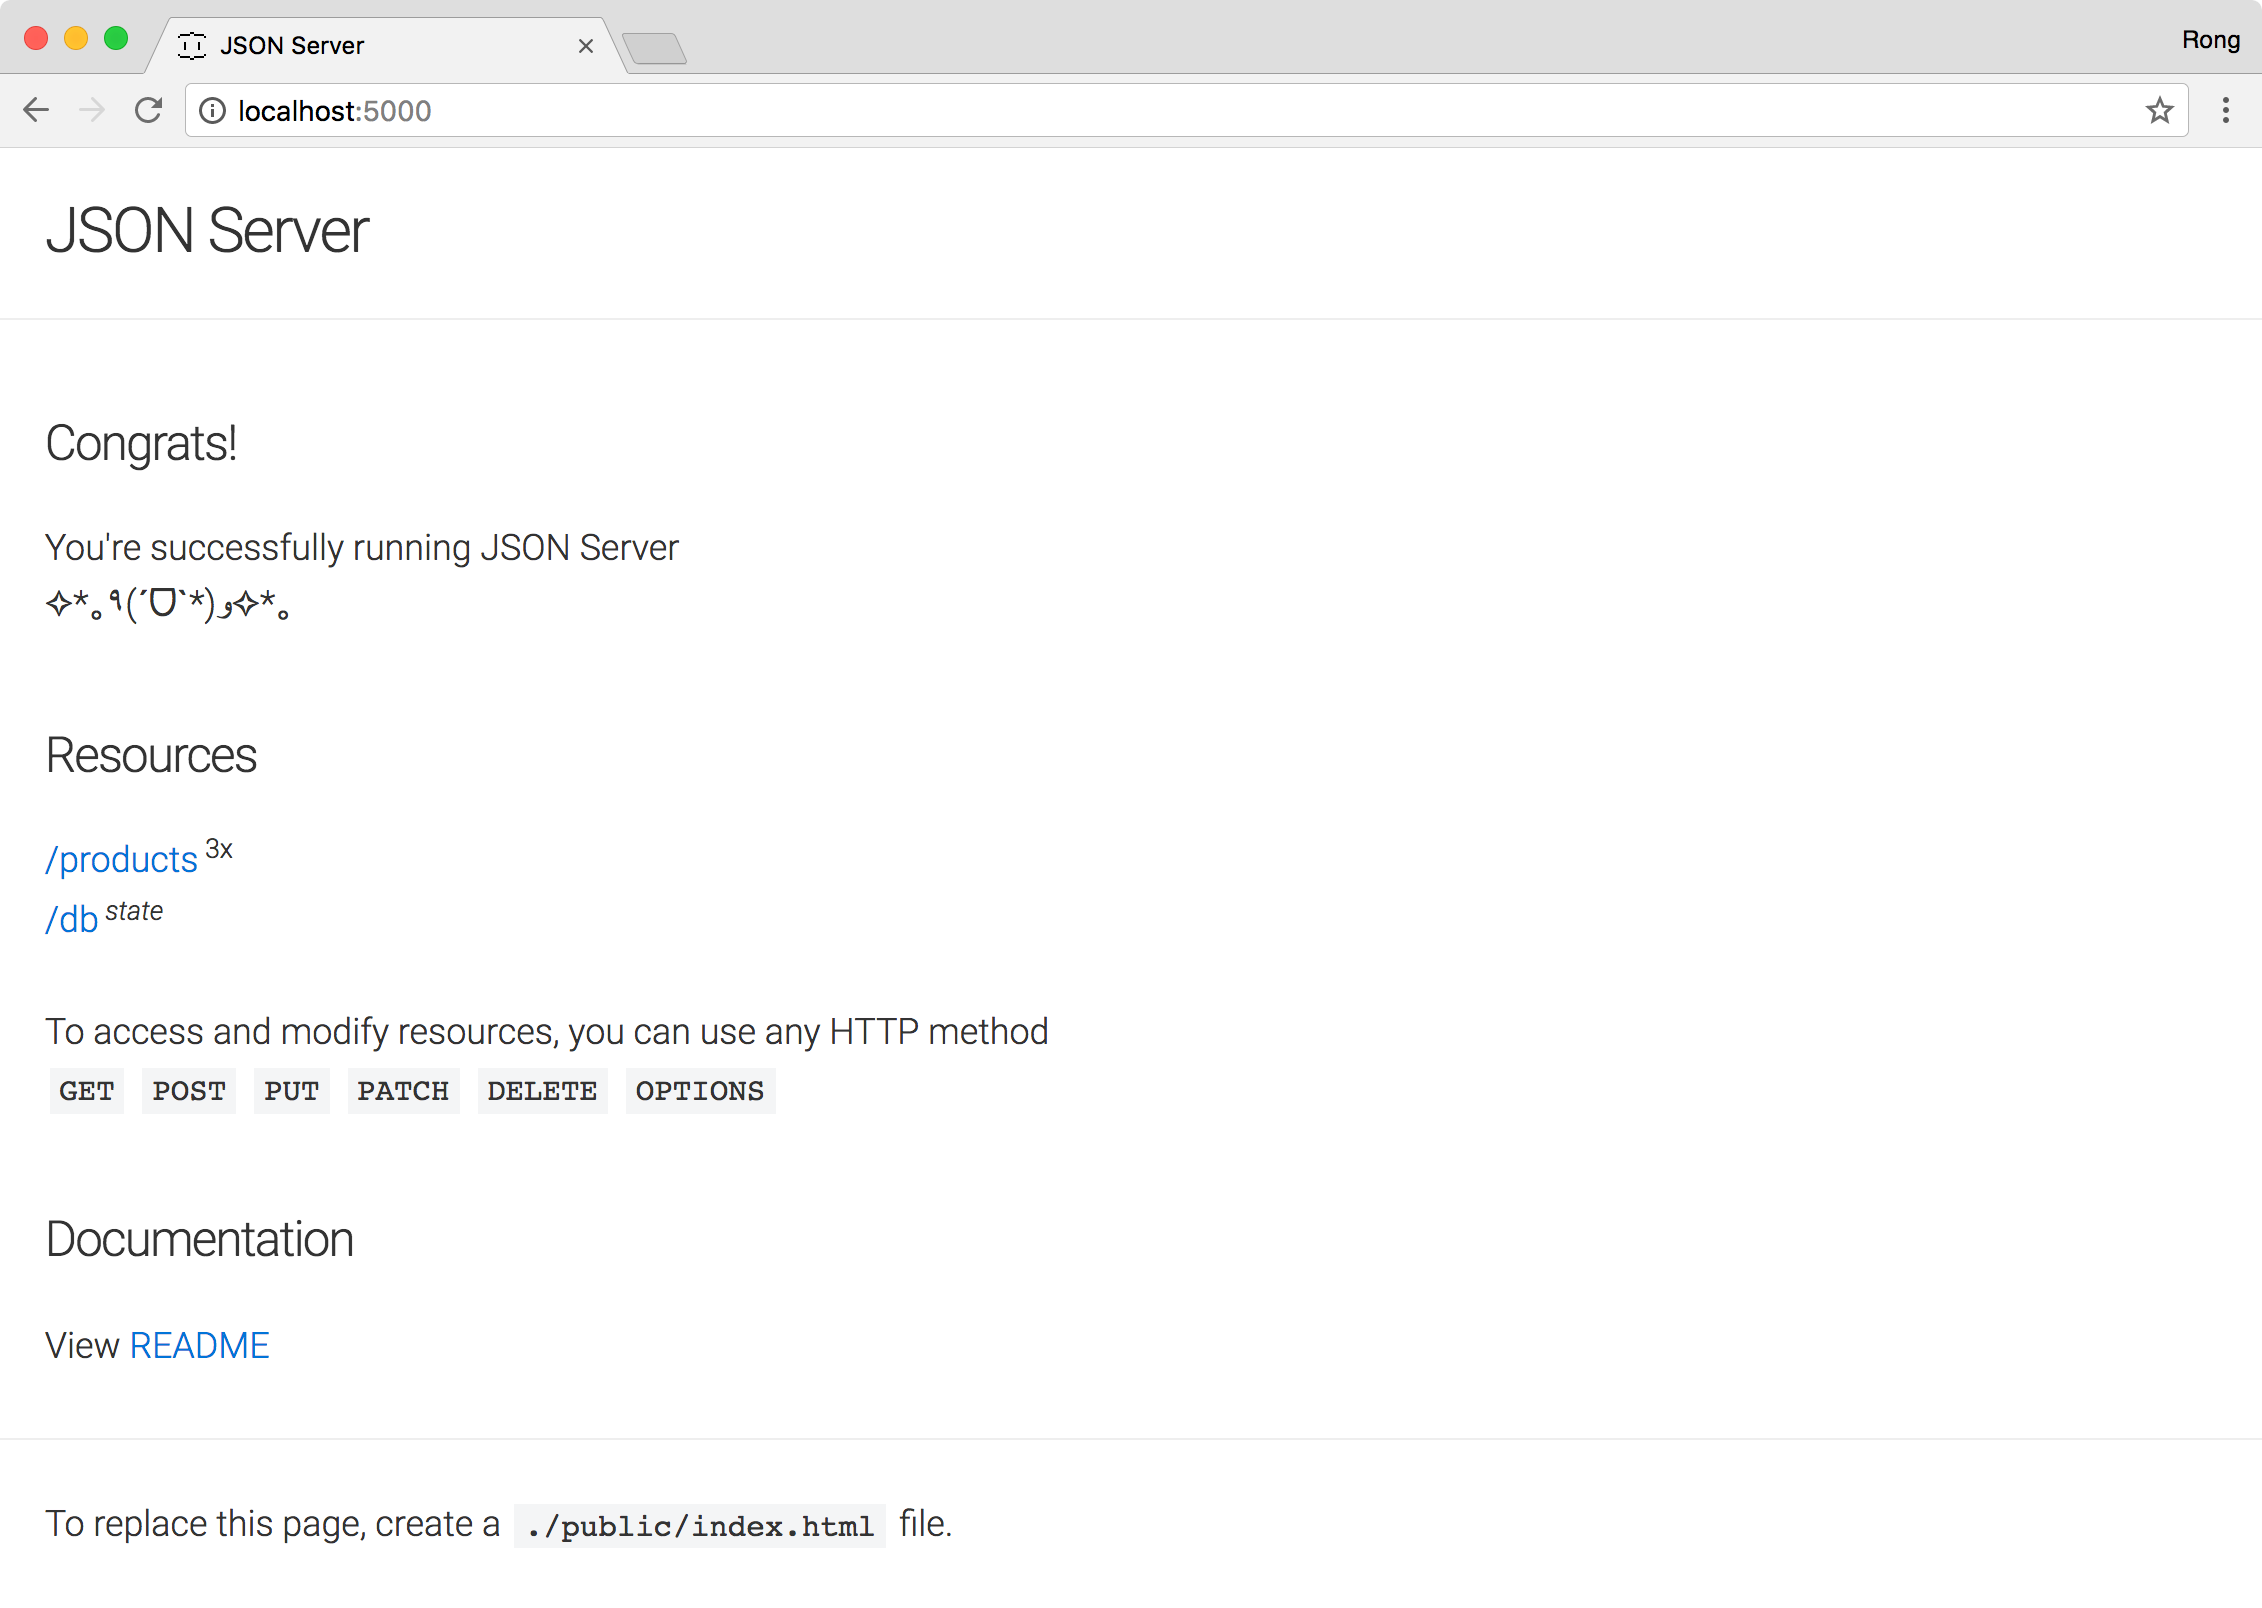 JSON Server
Rong
localhost:5000
JSON Server
Congrats!
You're successfully running JSON Server
✧*｡٩(ˊᗜˋ*)و✧*｡
Resources
/products 3x
/db state
To access and modify resources, you can use any HTTP method
GET POST PUT PATCH DELETE OPTIONS
Documentation
View README
To replace this page, create a ./public/index.html file.